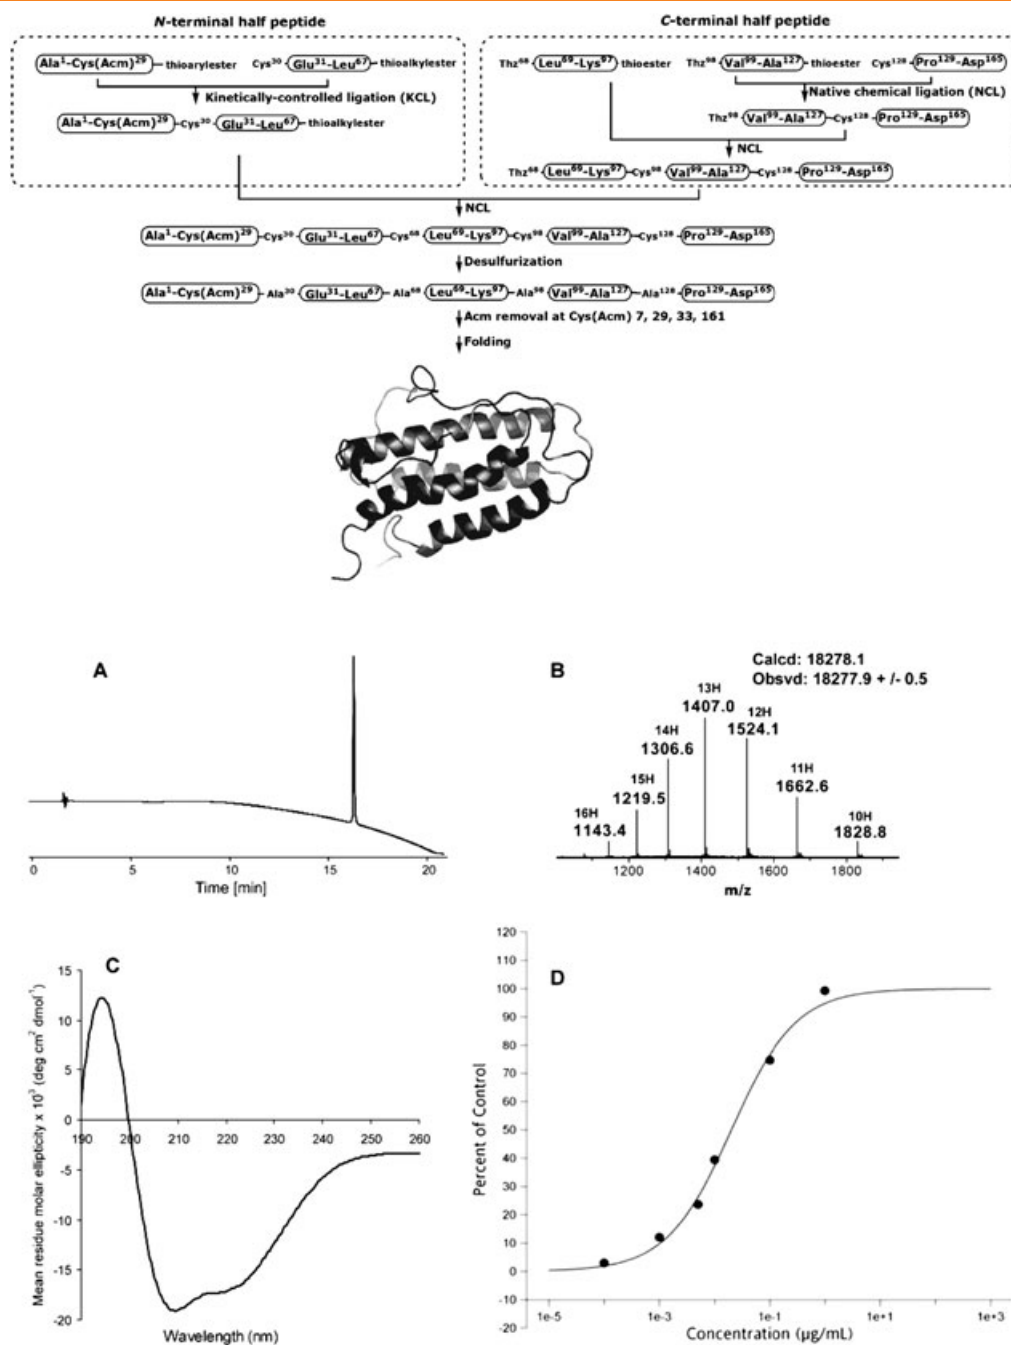 N-terminal half peptide
C-terminal half peptide
Ala¹-Cys(Acm)²⁹ thioarylester Cys³⁰ Glu³¹-Leu⁶⁷ thioalkylester
Thz⁶⁸ Leu⁶⁹-Lys⁹⁷ thioester Thz⁹⁸ Val⁹⁹-Ala¹²⁷ thioester Cys¹²⁸ Pro¹²⁹-Asp¹⁶⁵
Kinetically-controlled ligation (KCL)
Native chemical ligation (NCL)
Ala¹-Cys(Acm)²⁹ Cys³⁰ Glu³¹-Leu⁶⁷ thioalkylester
Thz⁹⁸ Val⁹⁹-Ala¹²⁷ Cys¹²⁸ Pro¹²⁹-Asp¹⁶⁵
NCL
Thz⁶⁸ Leu⁶⁹-Lys⁹⁷ Cys⁹⁸ Val⁹⁹-Ala¹²⁷ Cys¹²⁸ Pro¹²⁹-Asp¹⁶⁵
NCL
Ala¹-Cys(Acm)²⁹ Cys³⁰ Glu³¹-Leu⁶⁷ Cys⁶⁸ Leu⁶⁹-Lys⁹⁷ Cys⁹⁸ Val⁹⁹-Ala¹²⁷ Cys¹²⁸ Pro¹²⁹-Asp¹⁶⁵
Desulfurization
Ala¹-Cys(Acm)²⁹ Ala³⁰ Glu³¹-Leu⁶⁷ Ala⁶⁸ Leu⁶⁹-Lys⁹⁷ Ala⁹⁸ Val⁹⁹-Ala¹²⁷ Ala¹²⁸ Pro¹²⁹-Asp¹⁶⁵
Acm removal at Cys(Acm) 7, 29, 33, 161
Folding
A
0 5 10 15 20
Time [min]
B
Calcd: 18278.1
Obsvd: 18277.9 + /- 0.5
13H
1407.0
12H
1524.1
14H
1306.6
11H
1662.6
15H
1219.5
16H
1143.4
10H
1828.8
1200 1400 1600 1800
m/z
C
Mean residue molar ellipticity x 10³ (deg cm² dmol⁻¹)
15
10
5
0
190 200 210 220 230 240 250 260
-5
-10
-15
-20
Wavelength (nm)
D
Percent of Control
120
110
100
90
80
70
60
50
40
30
20
10
0
-10
-20
1e-5 1e-3 1e-1 1e+1 1e+3
Concentration (µg/mL)